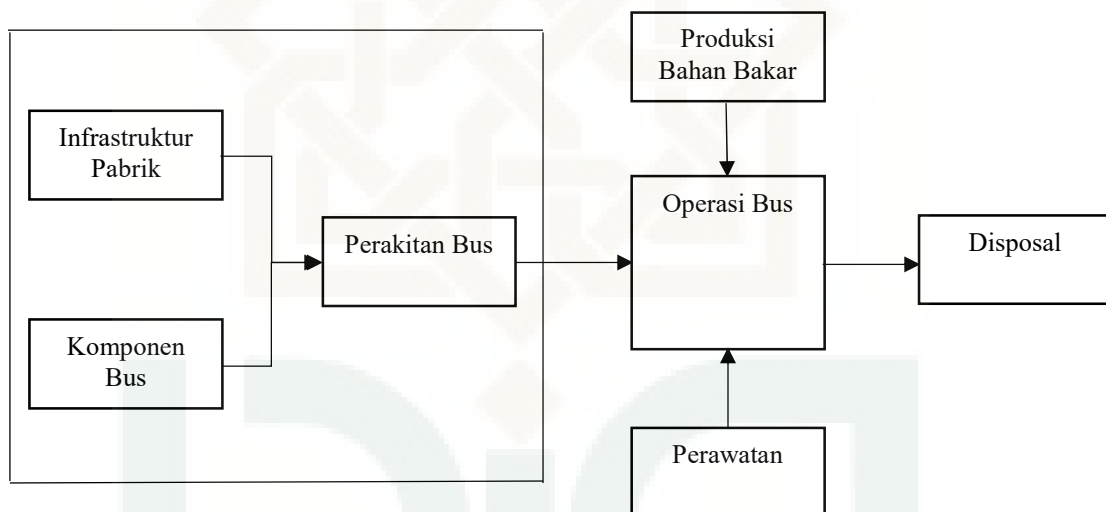 Produksi
Bahan Bakar
Infrastruktur
Pabrik
Operasi Bus
Perakitan Bus
Disposal
Komponen
Bus
Perawatan